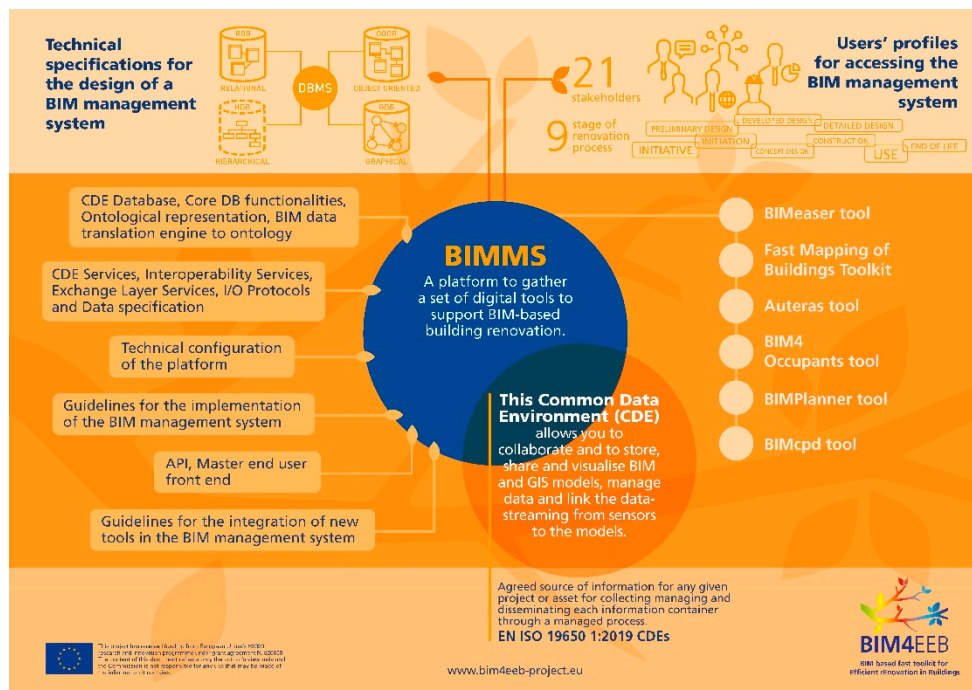 Technical
specifications for
the design of a
BIM management
system
RDB
RELATIONAL
OODB
OBJECT ORIENTED
DBMS
HDB
HIERARCHICAL
GDB
GRAPHICAL
21
stakeholders
9
stage of
renovation
process
Users' profiles
for accessing the
BIM management
system
PRELIMINARY DESIGN
DEVELOPED DESIGN
DETAILED DESIGN
INITIATIVE
INITIATION
CONCEPT DESIGN
CONSTRUCTION
USE
END OF LIFE
CDE Database, Core DB functionalities,
Ontological representation, BIM data
translation engine to ontology
CDE Services, Interoperability Services,
Exchange Layer Services, I/O Protocols
and Data specification
Technical configuration
of the platform
Guidelines for the implementation
of the BIM management system
API, Master end user
front end
Guidelines for the integration of new
tools in the BIM management system
BIMMS
A platform to gather
a set of digital tools to
support BIM-based
building renovation.
This Common Data
Environment (CDE)
allows you to
collaborate and to store,
share and visualise BIM
and GIS models, manage
data and link the data-
streaming from sensors
to the models.
BIMeaser tool
Fast Mapping of
Buildings Toolkit
Auteras tool
BIM4
Occupants tool
BIMPlanner tool
BIMcpd tool
Agreed source of information for any given
project or asset for collecting managing and
disseminating each information container
through a managed process.
EN ISO 19650 1:2019 CDEs
www.bim4eeb-project.eu
BIM4EEB
BIM based fast toolkit for
Efficient rEnovation in Buildings